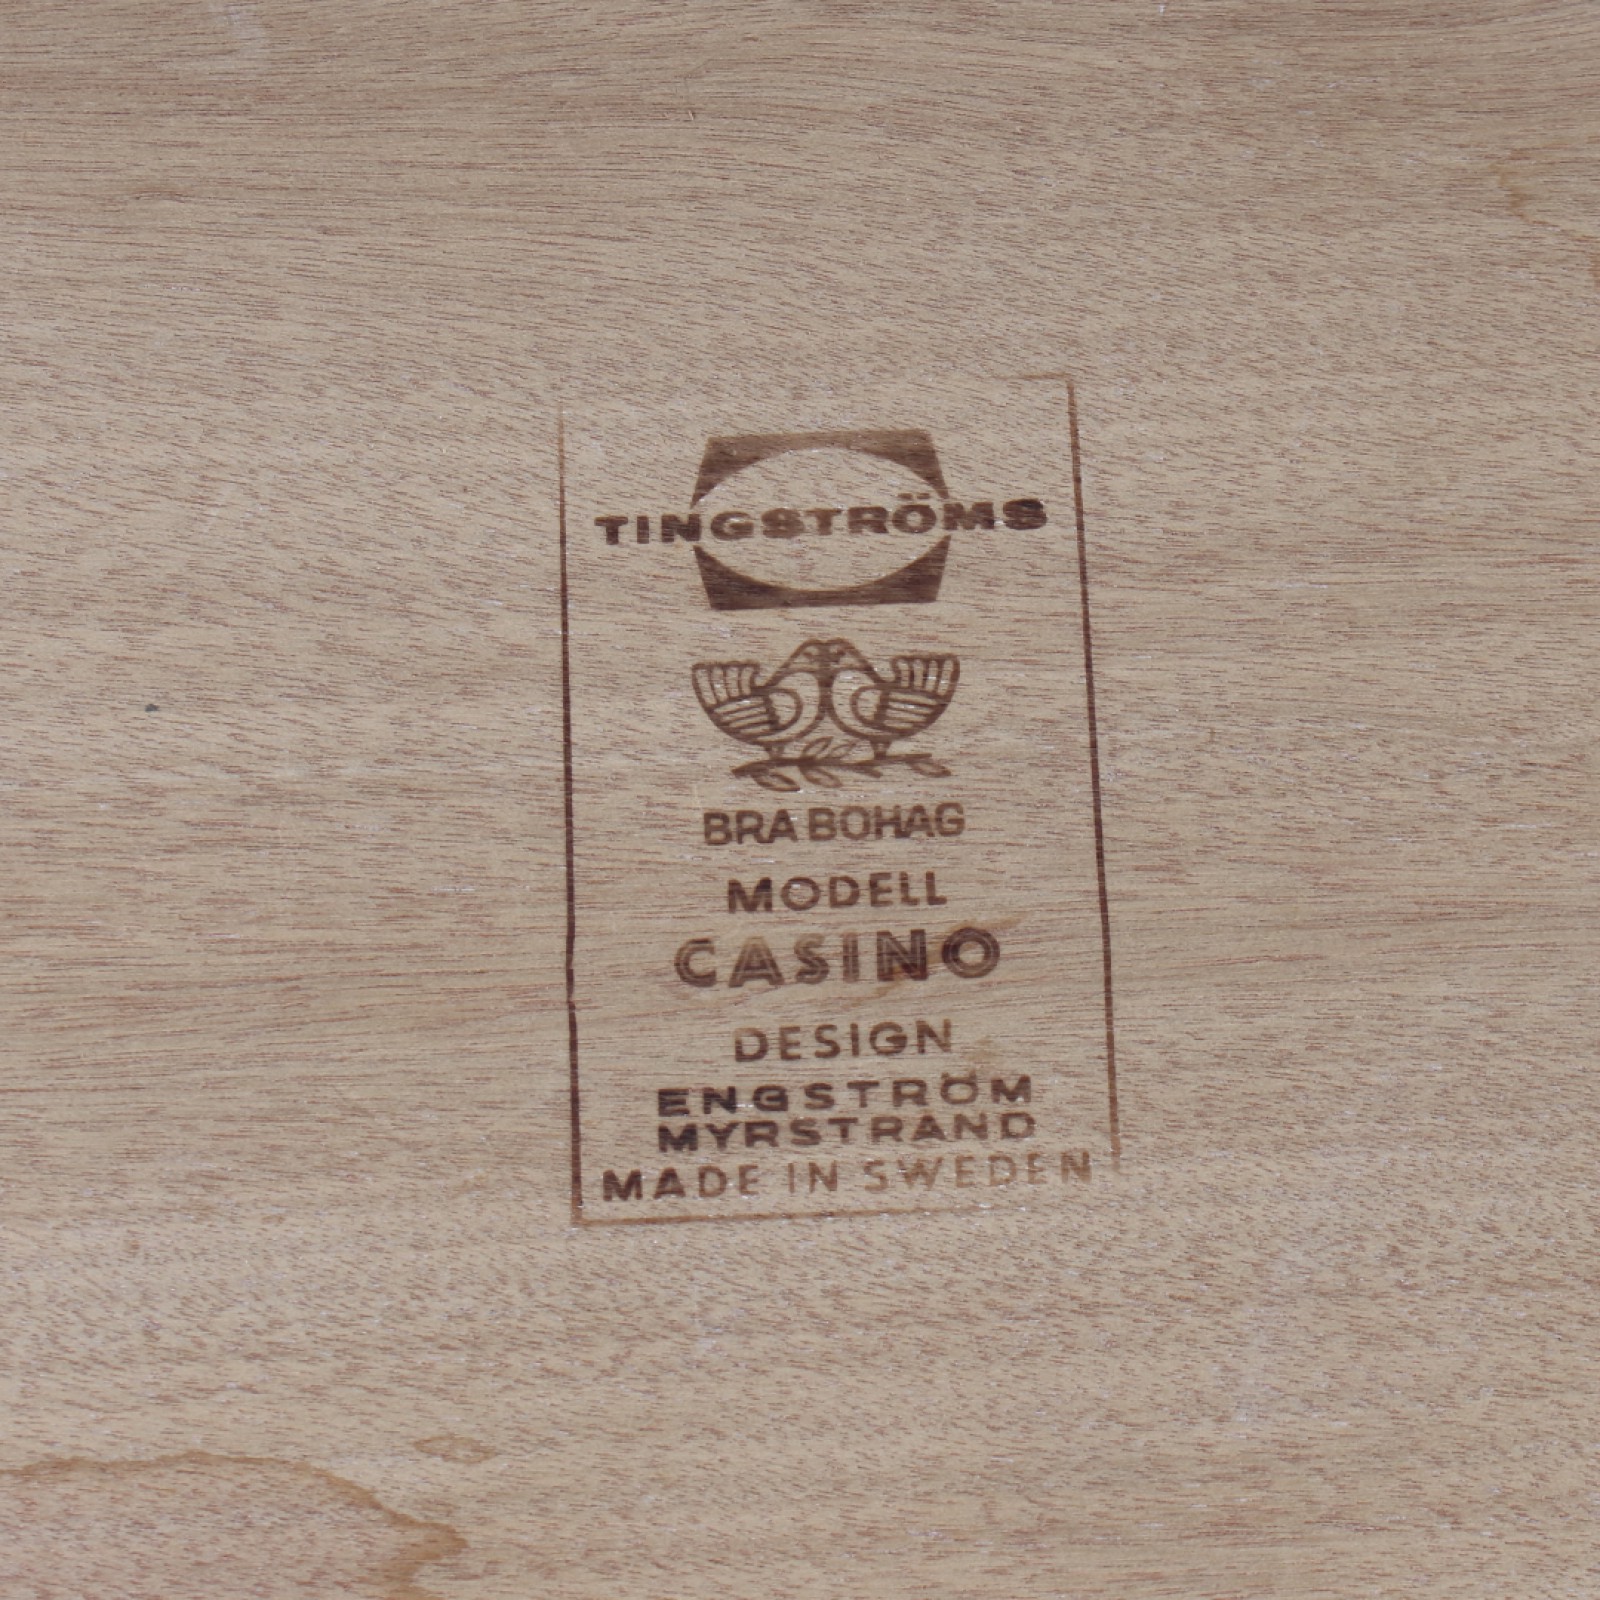 TINGSTRÖMS
BRA BOHAG
MODELL
CASINO
DESIGN
ENGSTRÖM
MYRSTRAND
MADE IN SWEDEN